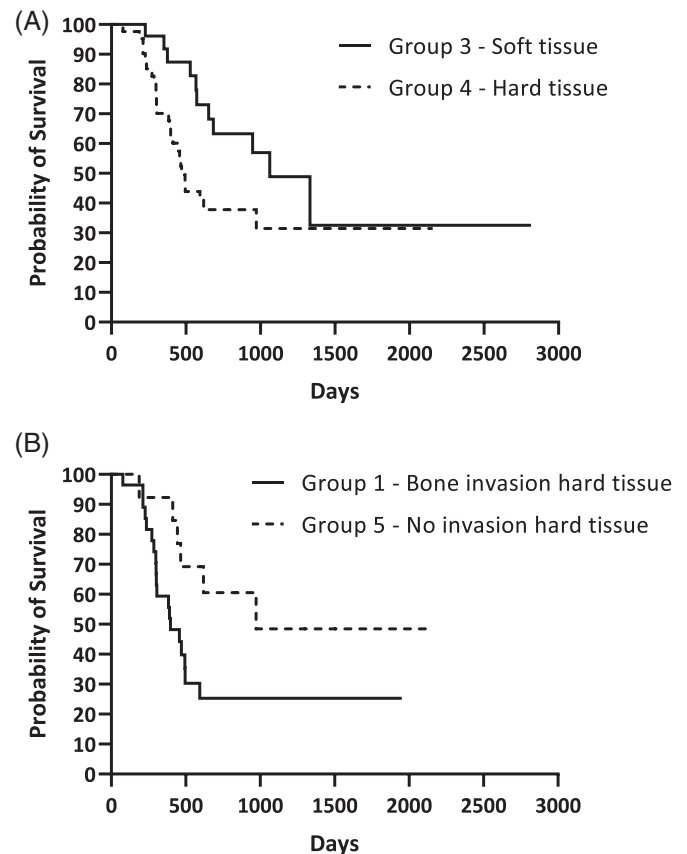 (A)
Probability of Survival
100
90
80
70
60
50
40
30
20
10
0
Group 3 - Soft tissue
Group 4 - Hard tissue
0 500 1000 1500 2000 2500 3000
Days
(B)
Probability of Survival
100
90
80
70
60
50
40
30
20
10
0
Group 1 - Bone invasion hard tissue
Group 5 - No invasion hard tissue
0 500 1000 1500 2000 2500 3000
Days